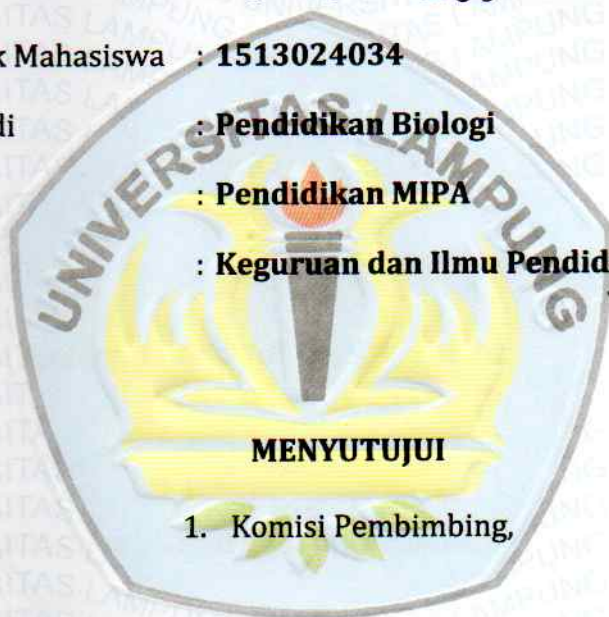 k Mahasiswa : 1513024034
di : Pendidikan Biologi
: Pendidikan MIPA
: Keguruan dan Ilmu Pendid
UNIVERSITAS LAMPUNG
MENYUTUJUI
1. Komisi Pembimbing,